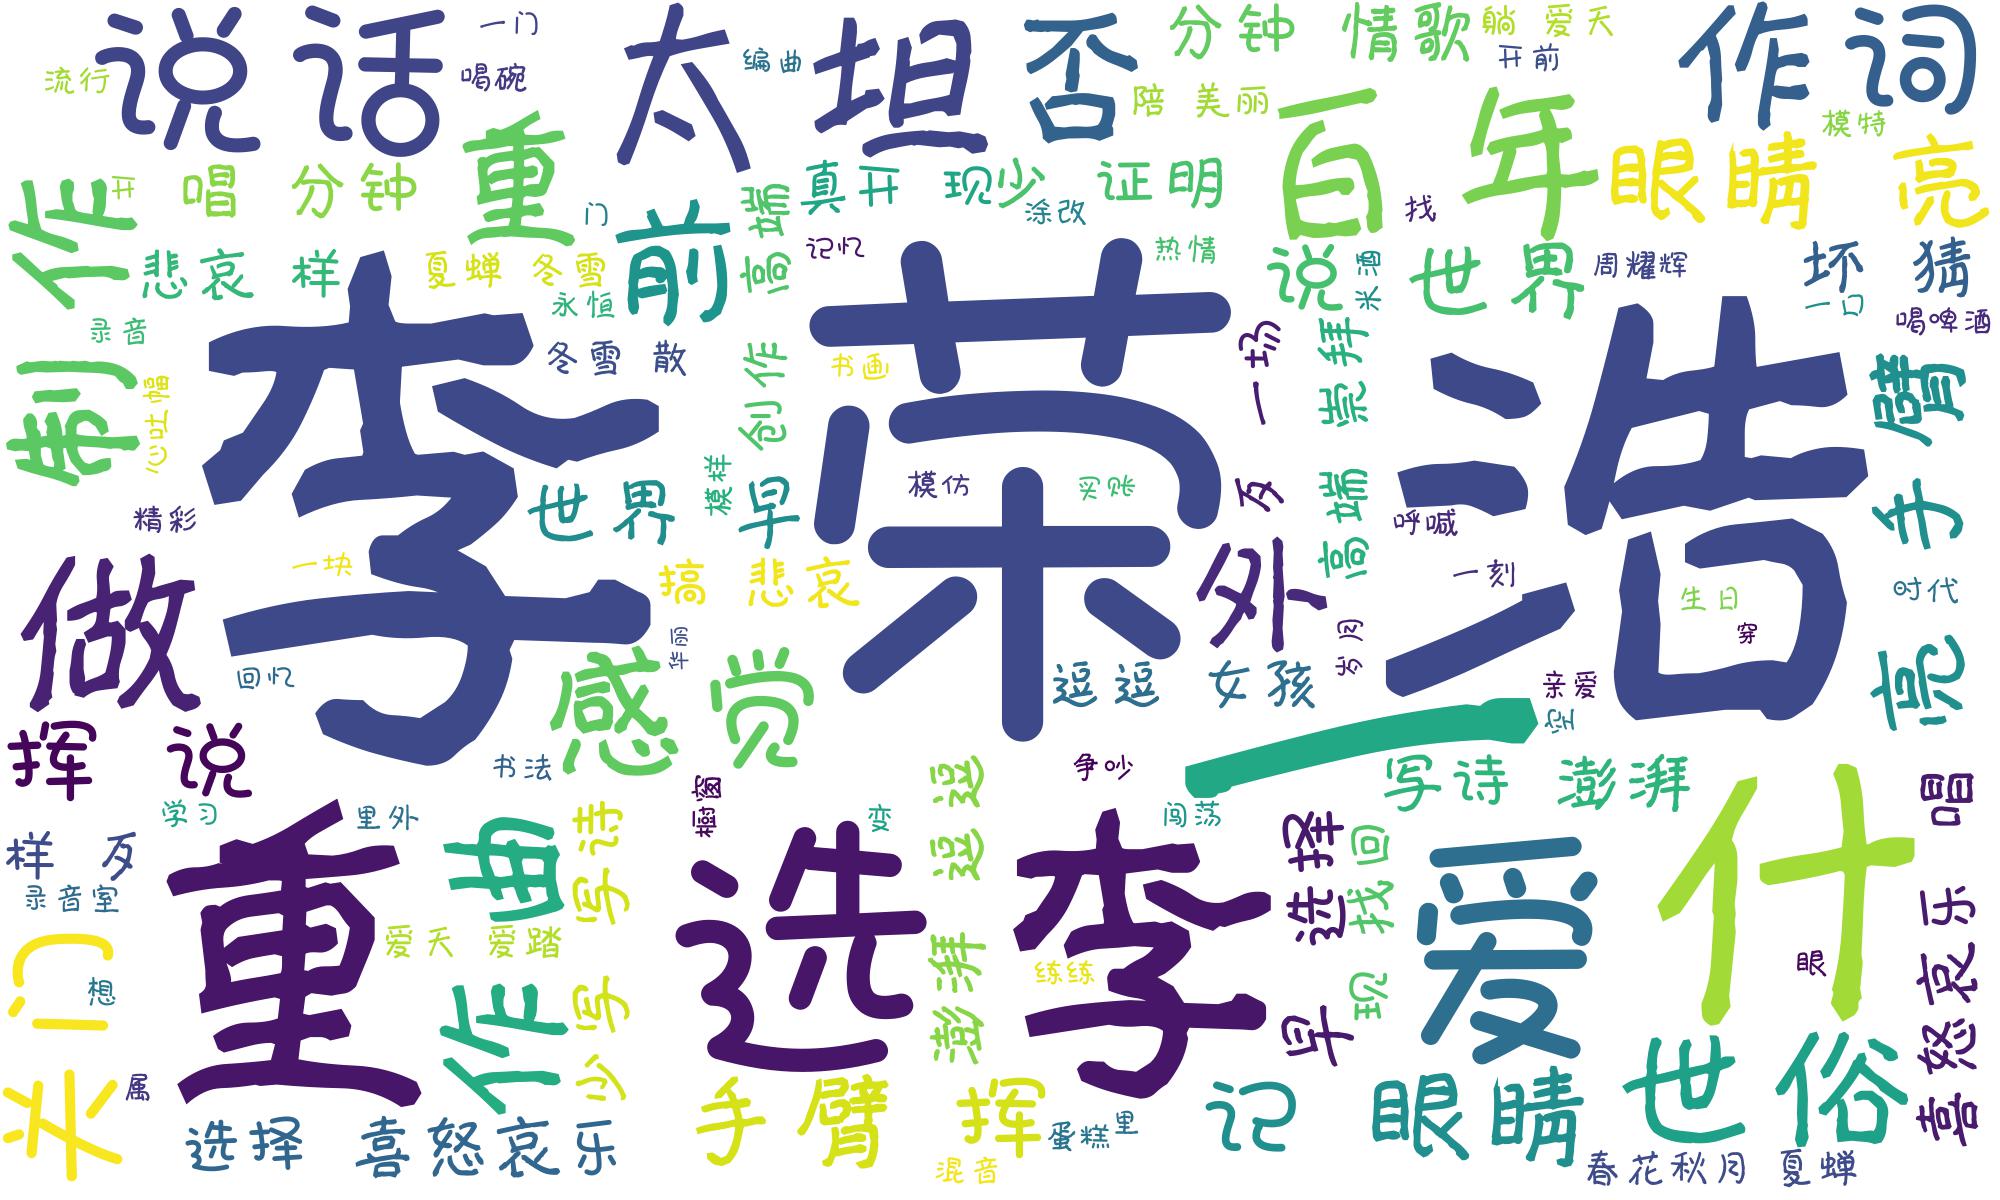 说话
一门
太坦
否
分钟 情歌
躺 爱天
作词
流行
喝碗
编曲
开前
陪 美丽
百年
模特
重
眼睛 亮
作
开
唱 分钟
门
前
高端
真开 现少 证明
涂改
找
悲哀 样
夏蝉 冬雪
永恒
记忆
热情
说
米酒
世界
周耀辉
坏 猜
一口
喝啤酒
录音
李荣浩
制
心吐 幅
冬雪 散
创作
书画
一场 歹
崇拜
高端
手臂
亮
精彩
世界
模样
早
模仿
买账
呼喊
一刻
一块
搞 悲哀
外
生日
时代
做
穿
岁月
华丽
回忆
感觉
逗逗 女孩
亲爱
空
挥 说
书法
一
争吵
橱窗
逗逗
写诗 澎湃
什
唱
学习
里外
变
闯荡
样 歹
重
曲
写诗
选
李
选择
找回
爱
录音室
爱天 爱踏
澎湃
练练
眼
喜怒哀乐
关门
想
作
少写
早
现
属
世俗
选择 喜怒哀乐
手臂 挥
蛋糕里
记 眼睛
混音
春花秋月 夏蝉